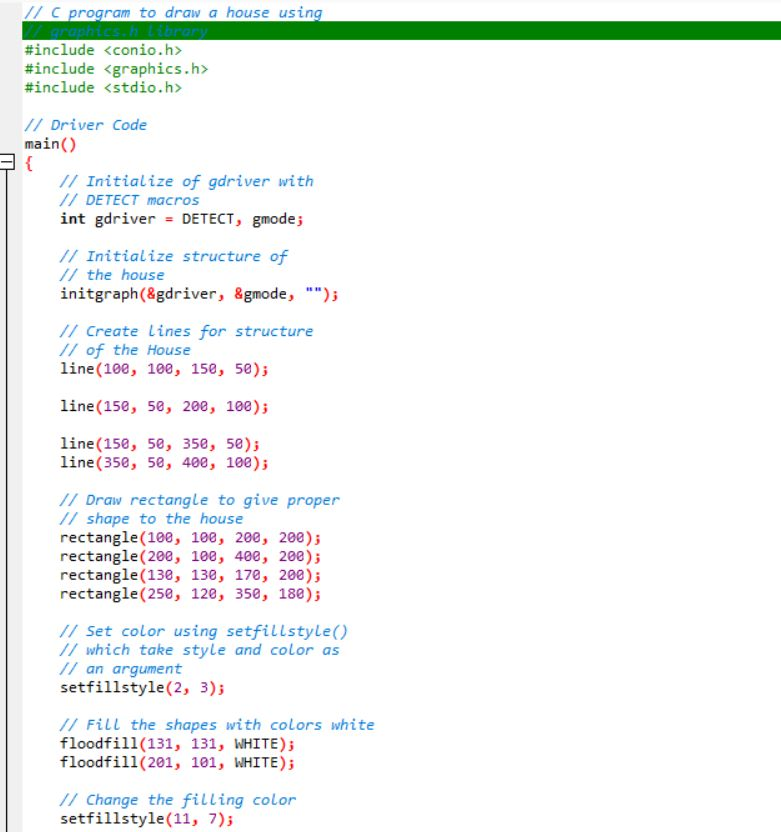 // C program to draw a house using
// graphics.h library
#include <conio.h>
#include <graphics.h>
#include <stdio.h>
// Driver Code
main()
{
// Initialize of gdriver with
// DETECT macros
int gdriver = DETECT, gmode;
// Initialize structure of
// the house
initgraph(&gdriver, &gmode, "");
// Create lines for structure
// of the House
line(100, 100, 150, 50);
line(150, 50, 200, 100);
line(150, 50, 350, 50);
line(350, 50, 400, 100);
// Draw rectangle to give proper
// shape to the house
rectangle(100, 100, 200, 200);
rectangle(200, 100, 400, 200);
rectangle(130, 130, 170, 200);
rectangle(250, 120, 350, 180);
// Set color using setfillstyle()
// which take style and color as
// an argument
setfillstyle(2, 3);
// Fill the shapes with colors white
floodfill(131, 131, WHITE);
floodfill(201, 101, WHITE);
// Change the filling color
setfillstyle(11, 7);